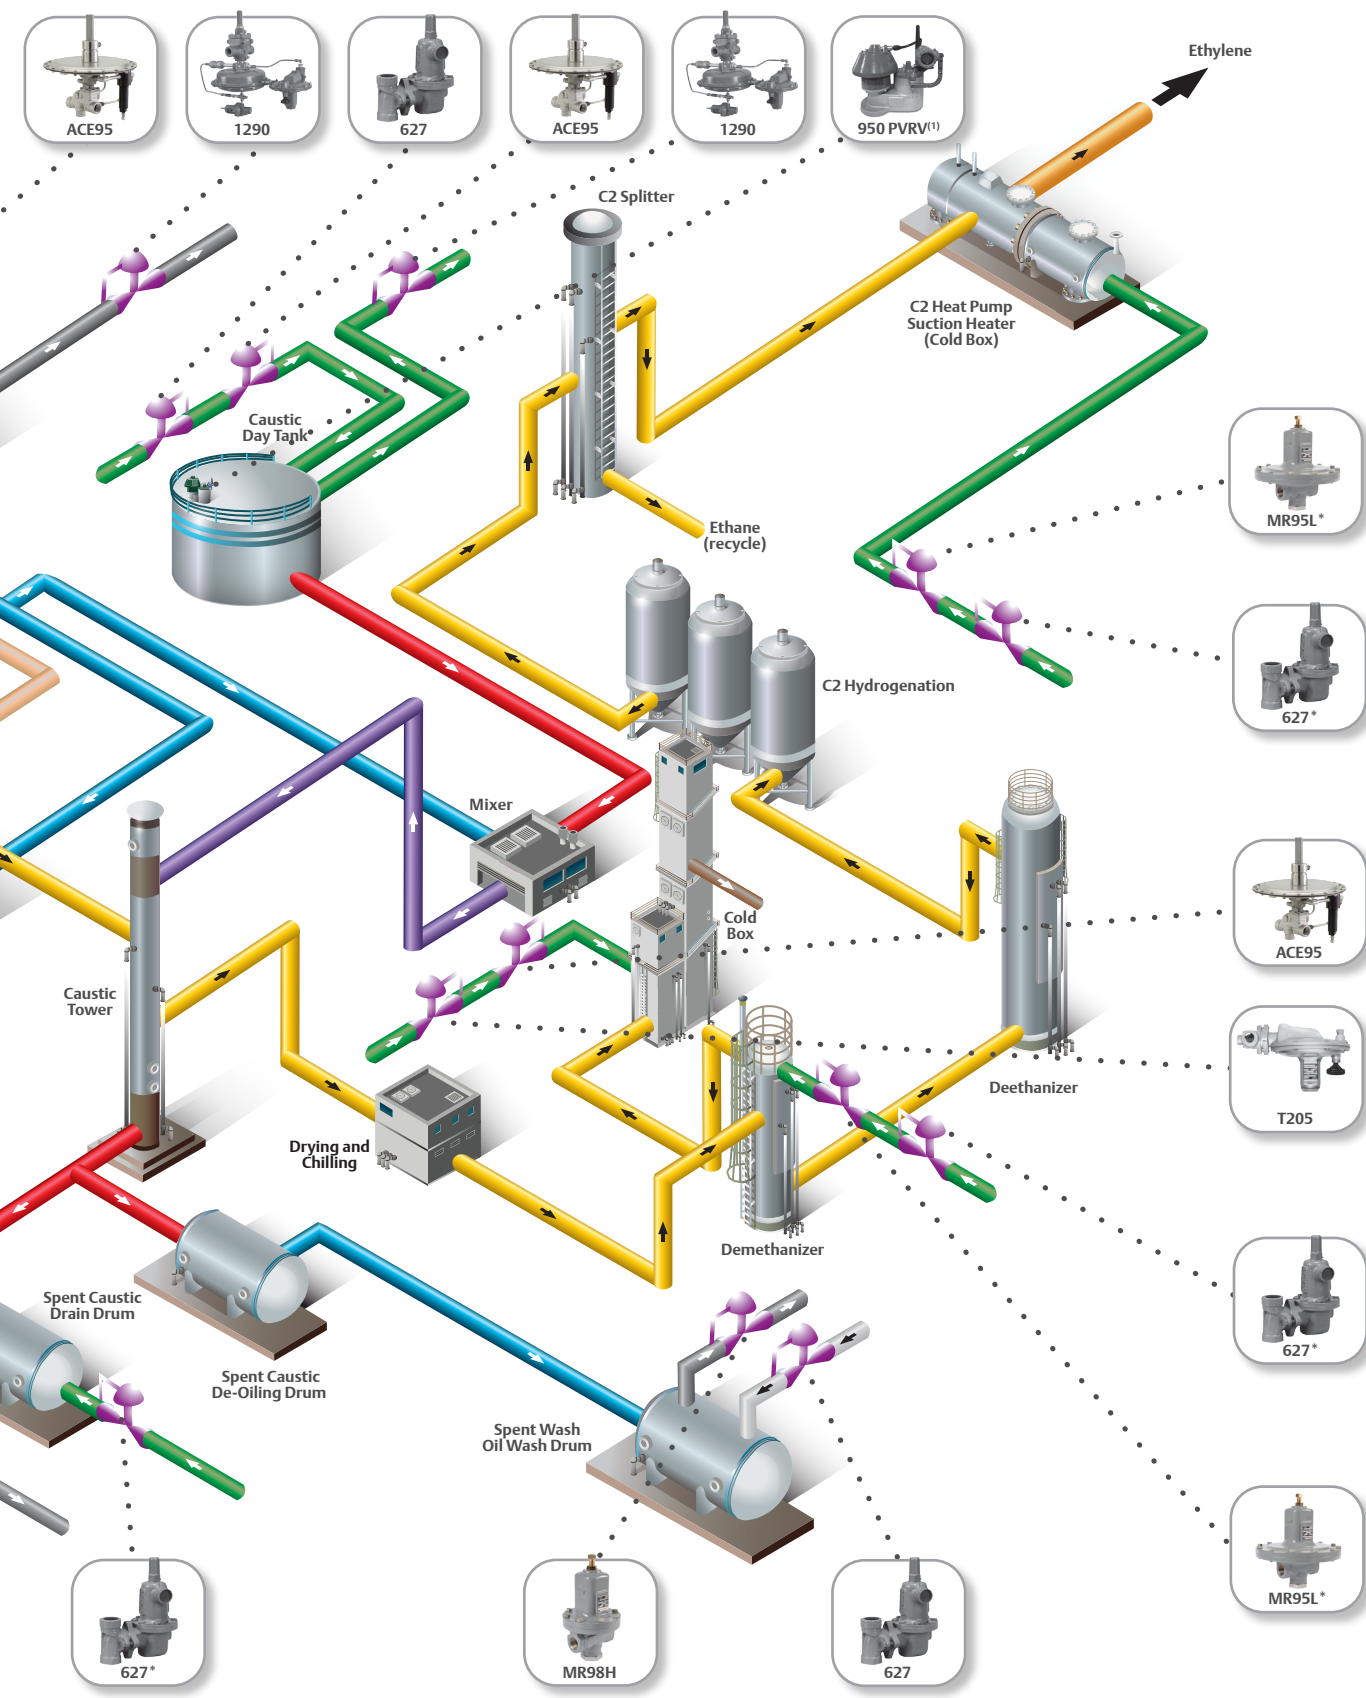 ACE95
1290
627
ACE95
1290
950 PVRV(1)
Ethylene
C2 Splitter
C2 Heat Pump
Suction Heater
(Cold Box)
Caustic
Day Tank
MR95L*
Ethane
(recycle)
627*
C2 Hydrogenation
Mixer
Cold
Box
ACE95
Caustic
Tower
Deethanizer
T205
Drying and
Chilling
Demethanizer
Spent Caustic
Drain Drum
627*
Spent Caustic
De-Oiling Drum
Spent Wash
Oil Wash Drum
MR95L*
627*
MR98H
627